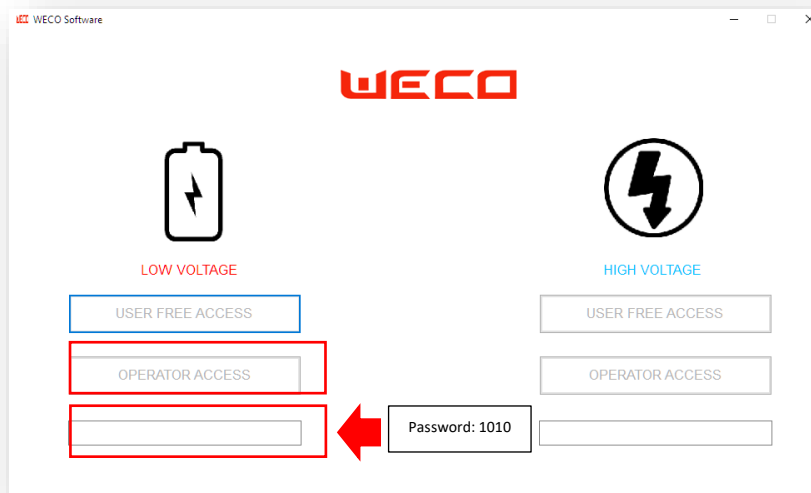 WECO WECO Software
WECO
LOW VOLTAGE
HIGH VOLTAGE
USER FREE ACCESS
USER FREE ACCESS
OPERATOR ACCESS
OPERATOR ACCESS
Password: 1010